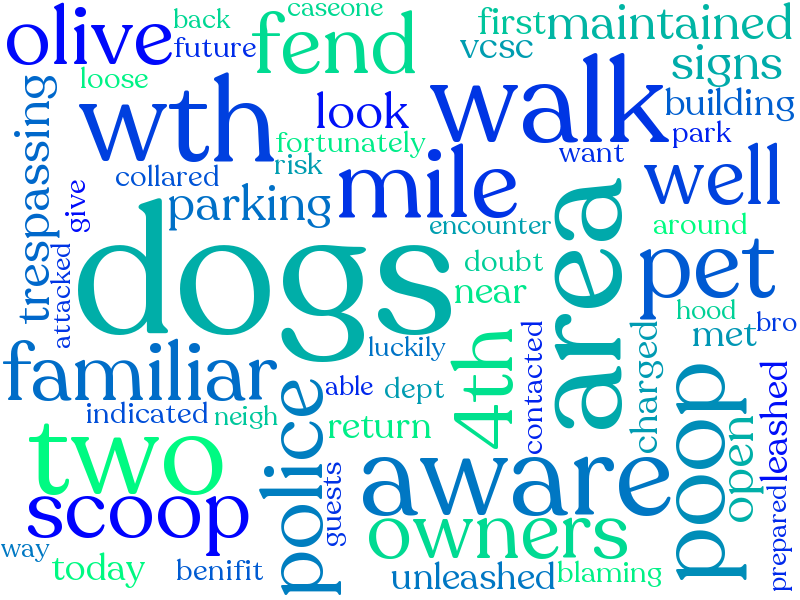 olive
back
future
caseone
fend
first
maintained
vcsc
signs
loose
wth
look
walk
building
fortunately
park
want
risk
collared
trespassing
give
parking
mile
well
encounter
around
dogs
area
doubt
near
pet
attacked
hood
met
bro
luckily
4th
contacted
charged
familiar
able
dept
indicated
neigh
return
police
poop
open
leashed
two
aware
scoop
guests
owners
prepared
way
today
benifit
unleashed
blaming